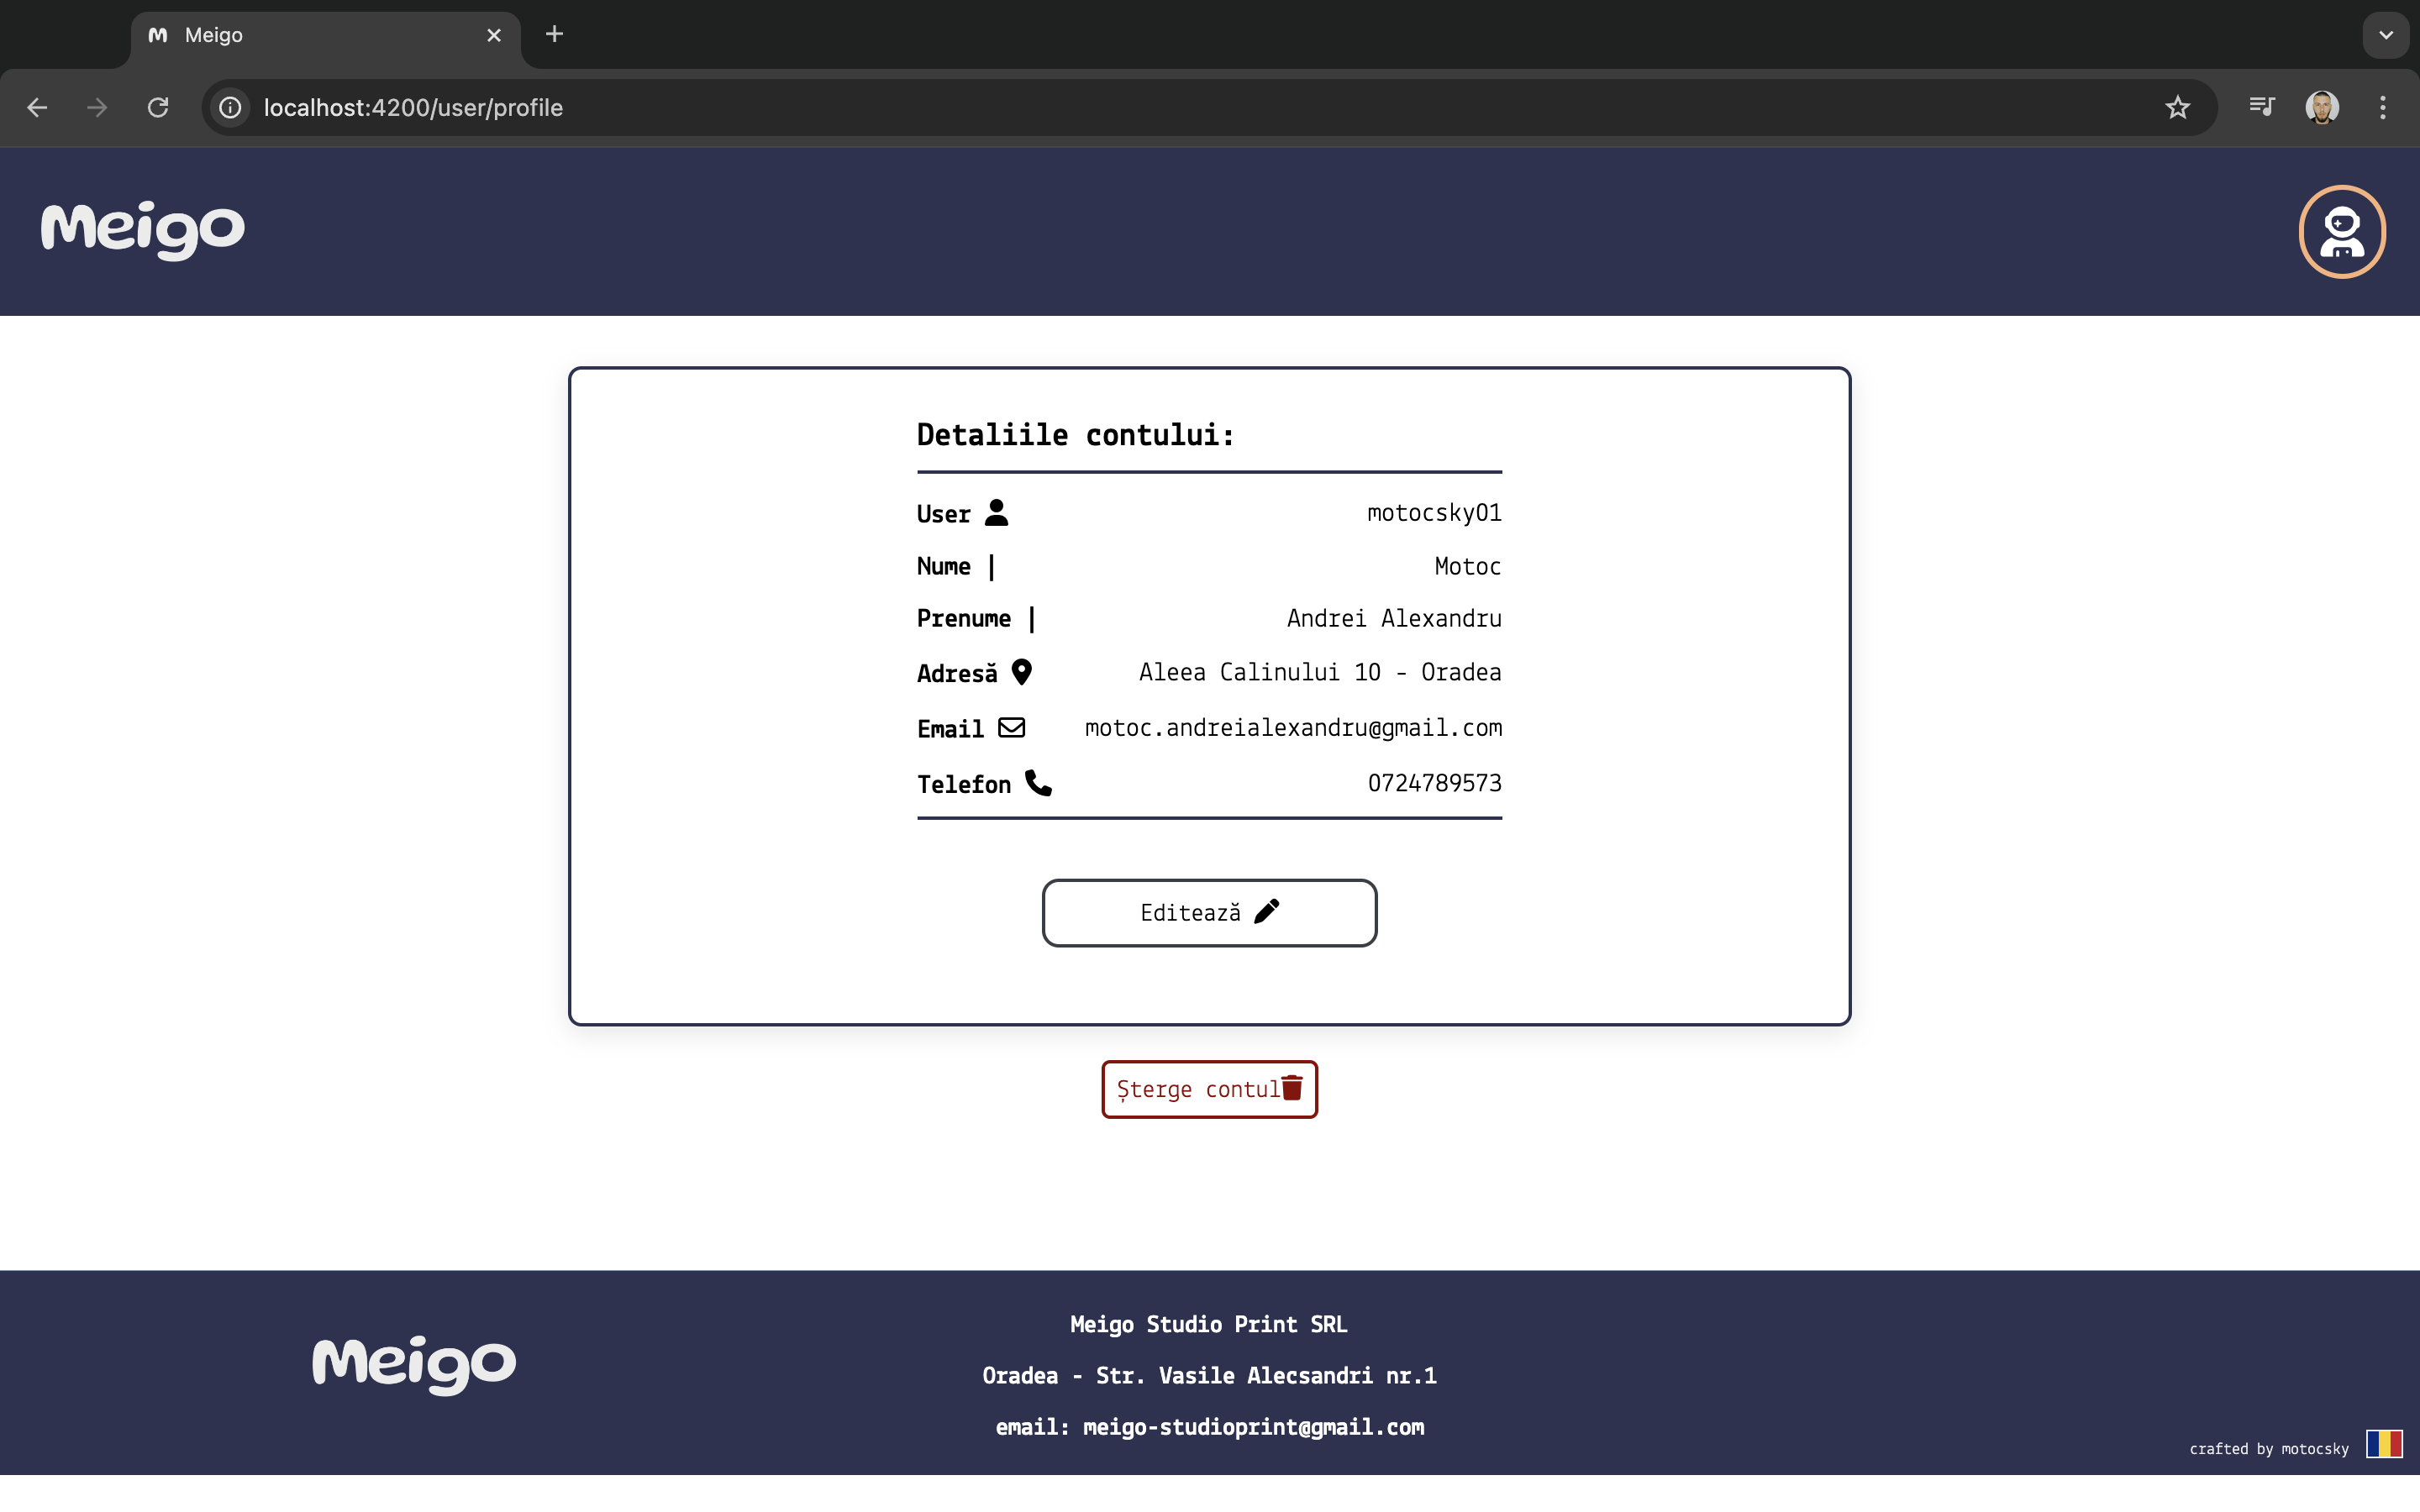 Meigo
localhost:4200/user/profile
Meigo
Detaliile contului:
User motocsky01
Nume | Motoc
Prenume | Andrei Alexandru
Adresă Aleea Calinului 10 - Oradea
Email motoc.andreialexandru@gmail.com
Telefon 0724789573
Editează
Șterge contul
Meigo
Meigo Studio Print SRL
Oradea - Str. Vasile Alecsandri nr.1
email: meigo-studioprint@gmail.com
crafted by motocsky